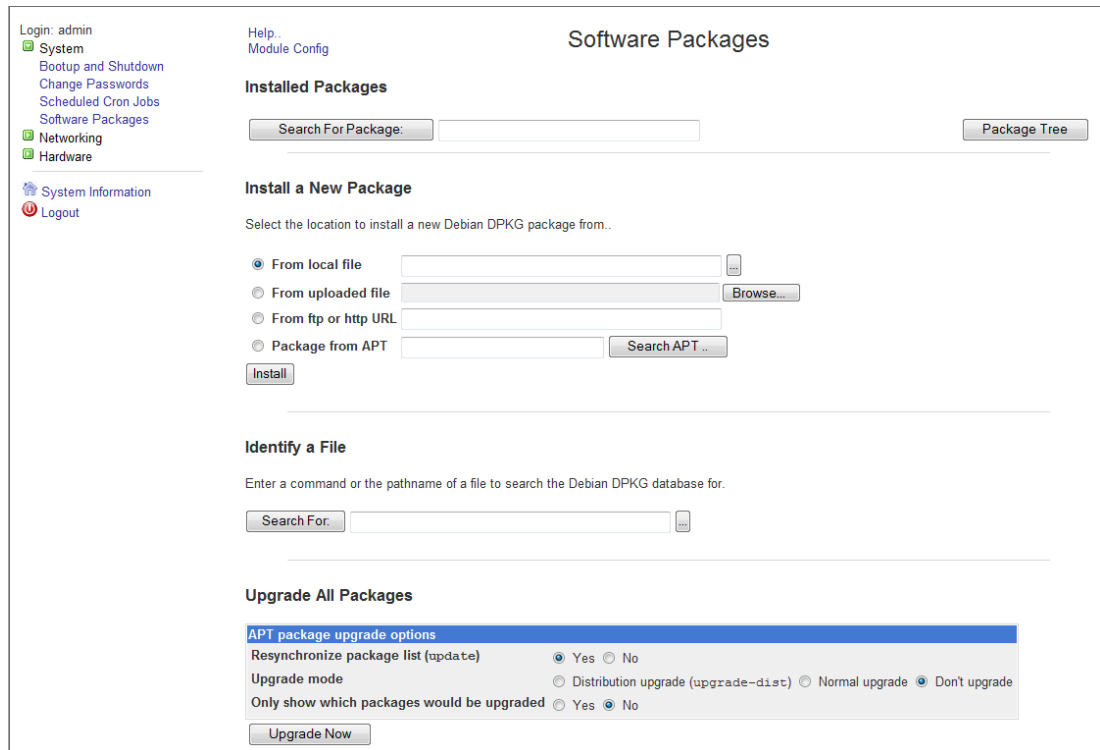 Login: admin
System
Bootup and Shutdown
Change Passwords
Scheduled Cron Jobs
Software Packages
Networking
Hardware
System Information
Logout
Help..
Module Config
Software Packages
Installed Packages
Search For Package:
Package Tree
Install a New Package
Select the location to install a new Debian DPKG package from..
From local file ...
From uploaded file Browse...
From ftp or http URL
Package from APT Search APT ..
Install
Identify a File
Enter a command or the pathname of a file to search the Debian DPKG database for.
Search For: ...
Upgrade All Packages
APT package upgrade options
Resynchronize package list (update) Yes No
Upgrade mode Distribution upgrade (upgrade-dist) Normal upgrade Don't upgrade
Only show which packages would be upgraded Yes No
Upgrade Now